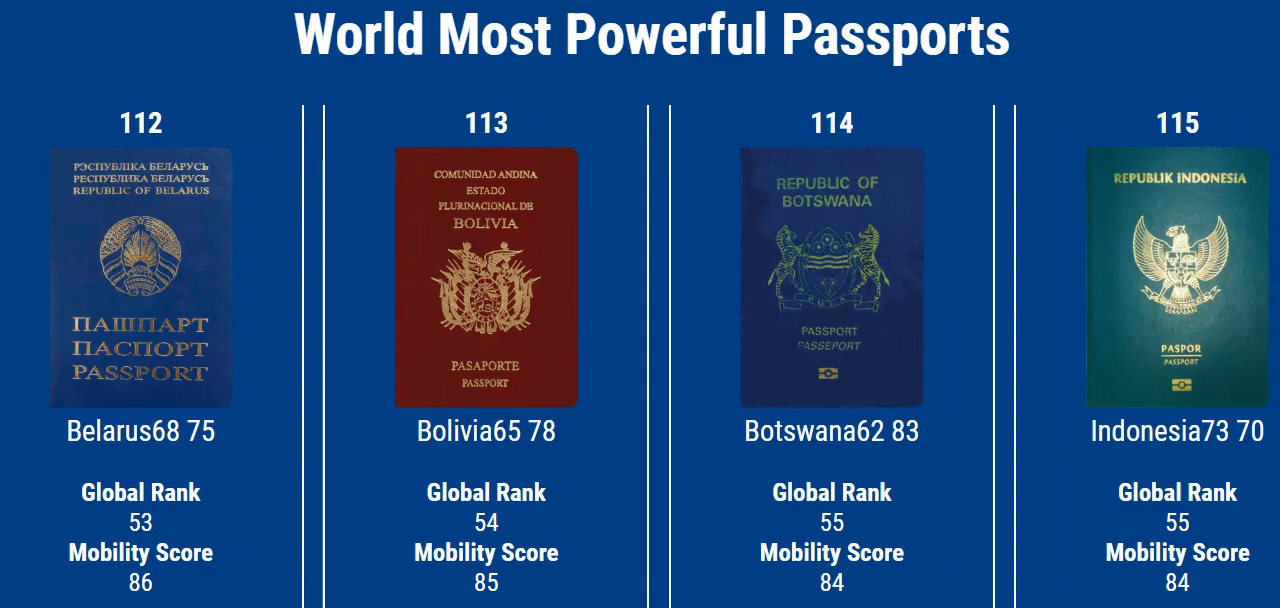 World Most Powerful Passports
112
РЭСПУБЛІКА БЕЛАРУСЬ
РЕСПУБЛИКА БЕЛАРУСЬ
REPUBLIC OF BELARUS
ПАШПАРТ
ПАСПОРТ
PASSPORT
Belarus68 75
Global Rank
53
Mobility Score
86
113
COMUNIDAD ANDINA
ESTADO
PLURINACIONAL DE
BOLIVIA
PASAPORTE
PASSPORT
Bolivia65 78
Global Rank
54
Mobility Score
85
114
REPUBLIC OF
BOTSWANA
PULA
PASSPORT
PASSEPORT
Botswana62 83
Global Rank
55
Mobility Score
84
115
REPUBLIK INDONESIA
PASPOR
PASSPORT
Indonesia73 70
Global Rank
55
Mobility Score
84